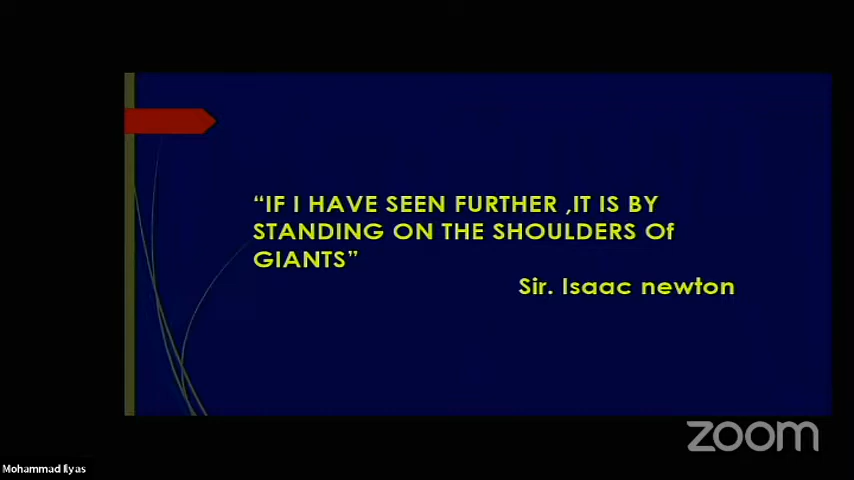 “IF I HAVE SEEN FURTHER ,IT IS BY
STANDING ON THE SHOULDERS Of
GIANTS”
Sir. Isaac newton
zoom
Mohammad Ilyas